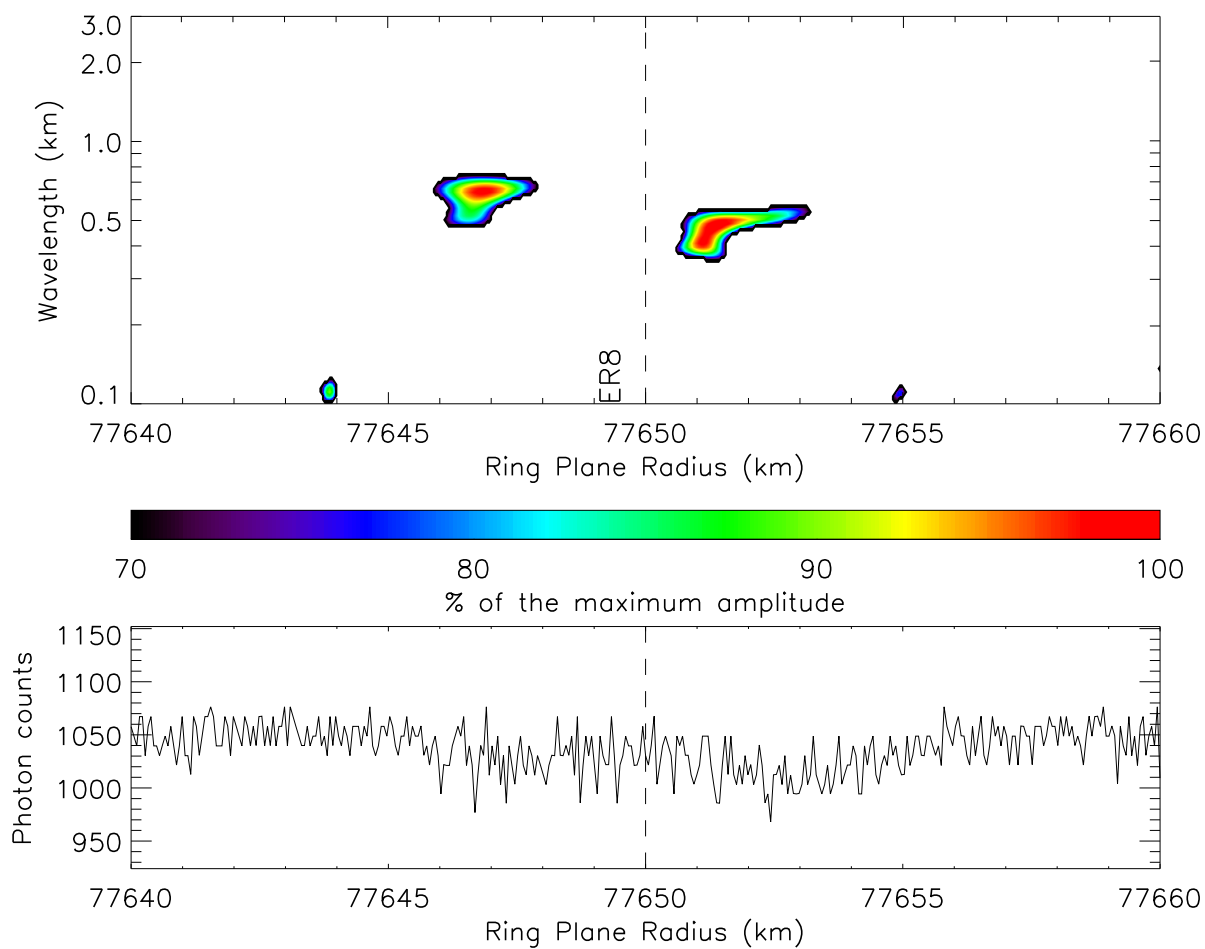 3.0
2.0
1.0
0.5
0.1
Wavelength (km)
ER8
77640 77645 77650 77655 77660
Ring Plane Radius (km)
70 80 90 100
% of the maximum amplitude
1150
1100
1050
1000
950
Photon counts
77640 77645 77650 77655 77660
Ring Plane Radius (km)